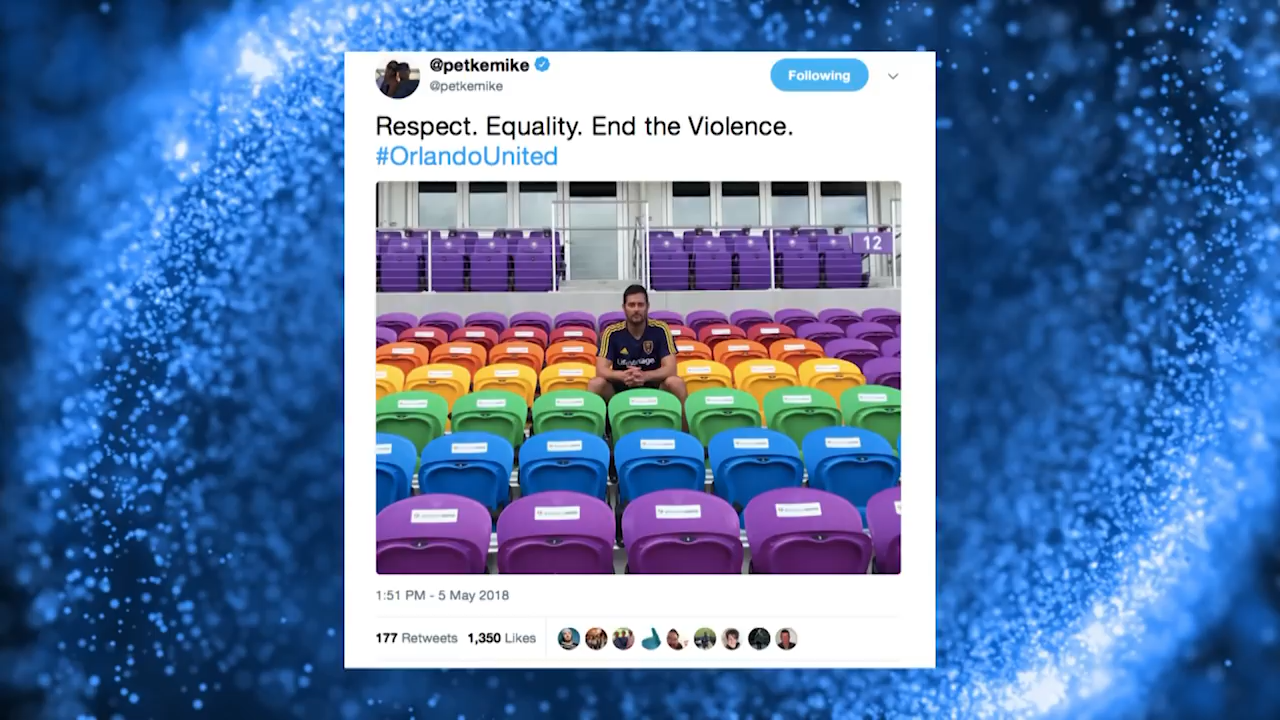 @petkemike
@petkemike
Following
Respect. Equality. End the Violence.
#OrlandoUnited
12
1:51 PM - 5 May 2018
177 Retweets 1,350 Likes